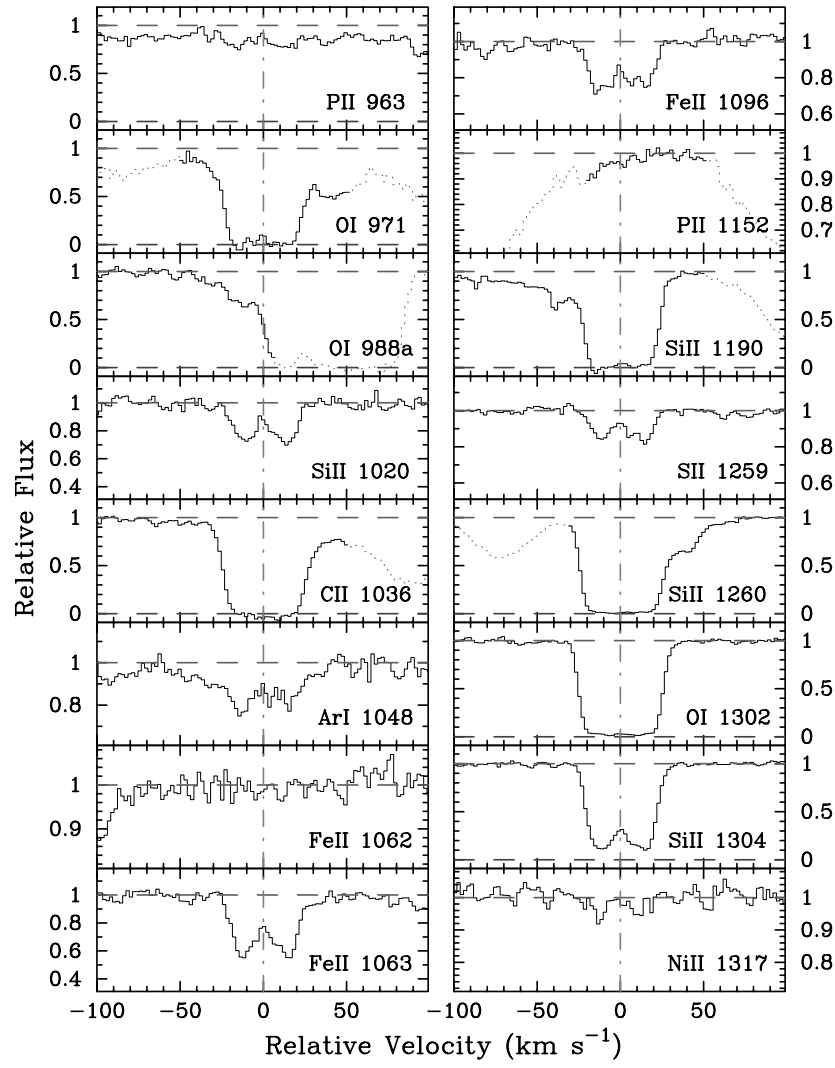 1
0.5
0
PII 963
1
0.5
0
OI 971
1
0.5
0
OI 988a
1
0.8
0.6
0.4
SiII 1020
1
0.5
0
CII 1036
1
0.8
ArI 1048
1
0.9
FeII 1062
1
0.8
0.6
0.4
FeII 1063
1
0.8
0.6
FeII 1096
1
0.9
0.8
0.7
PII 1152
1
0.5
0
SiII 1190
1
0.8
0.6
0.4
SII 1259
1
0.5
0
SiII 1260
1
0.5
0
OI 1302
1
0.5
0
SiII 1304
1
0.9
0.8
NiII 1317
−100 −50 0 50
−100 −50 0 50 100
Relative Flux
Relative Velocity (km s−1)